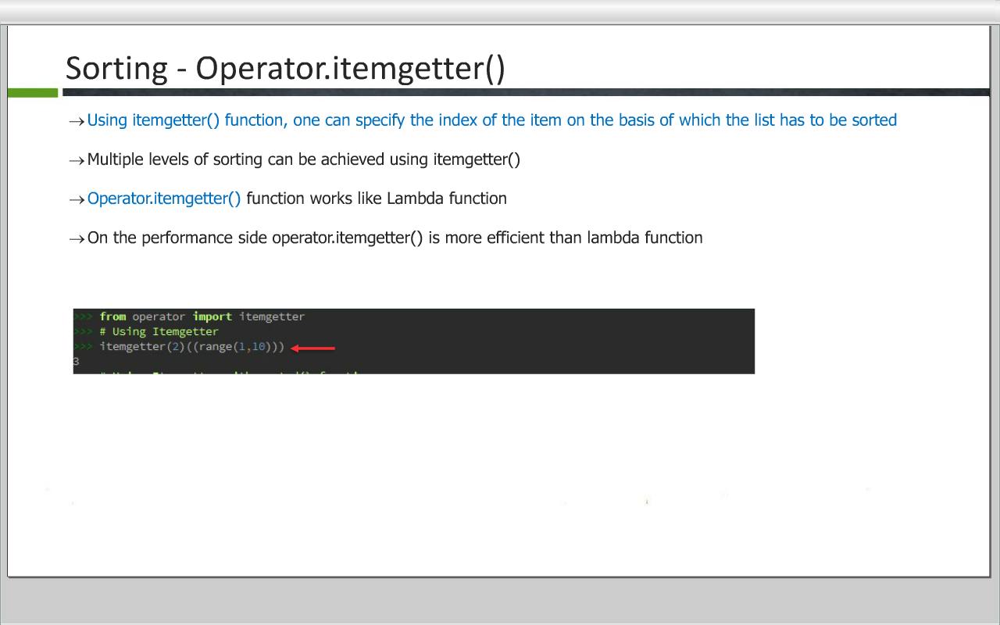 Sorting - Operator.itemgetter()
→Using itemgetter() function, one can specify the index of the item on the basis of which the list has to be sorted
→Multiple levels of sorting can be achieved using itemgetter()
→Operator.itemgetter() function works like Lambda function
→On the performance side operator.itemgetter() is more efficient than lambda function
>>> from operator import itemgetter
>>> # Using Itemgetter
>>> itemgetter(2)((range(1,10)))
3